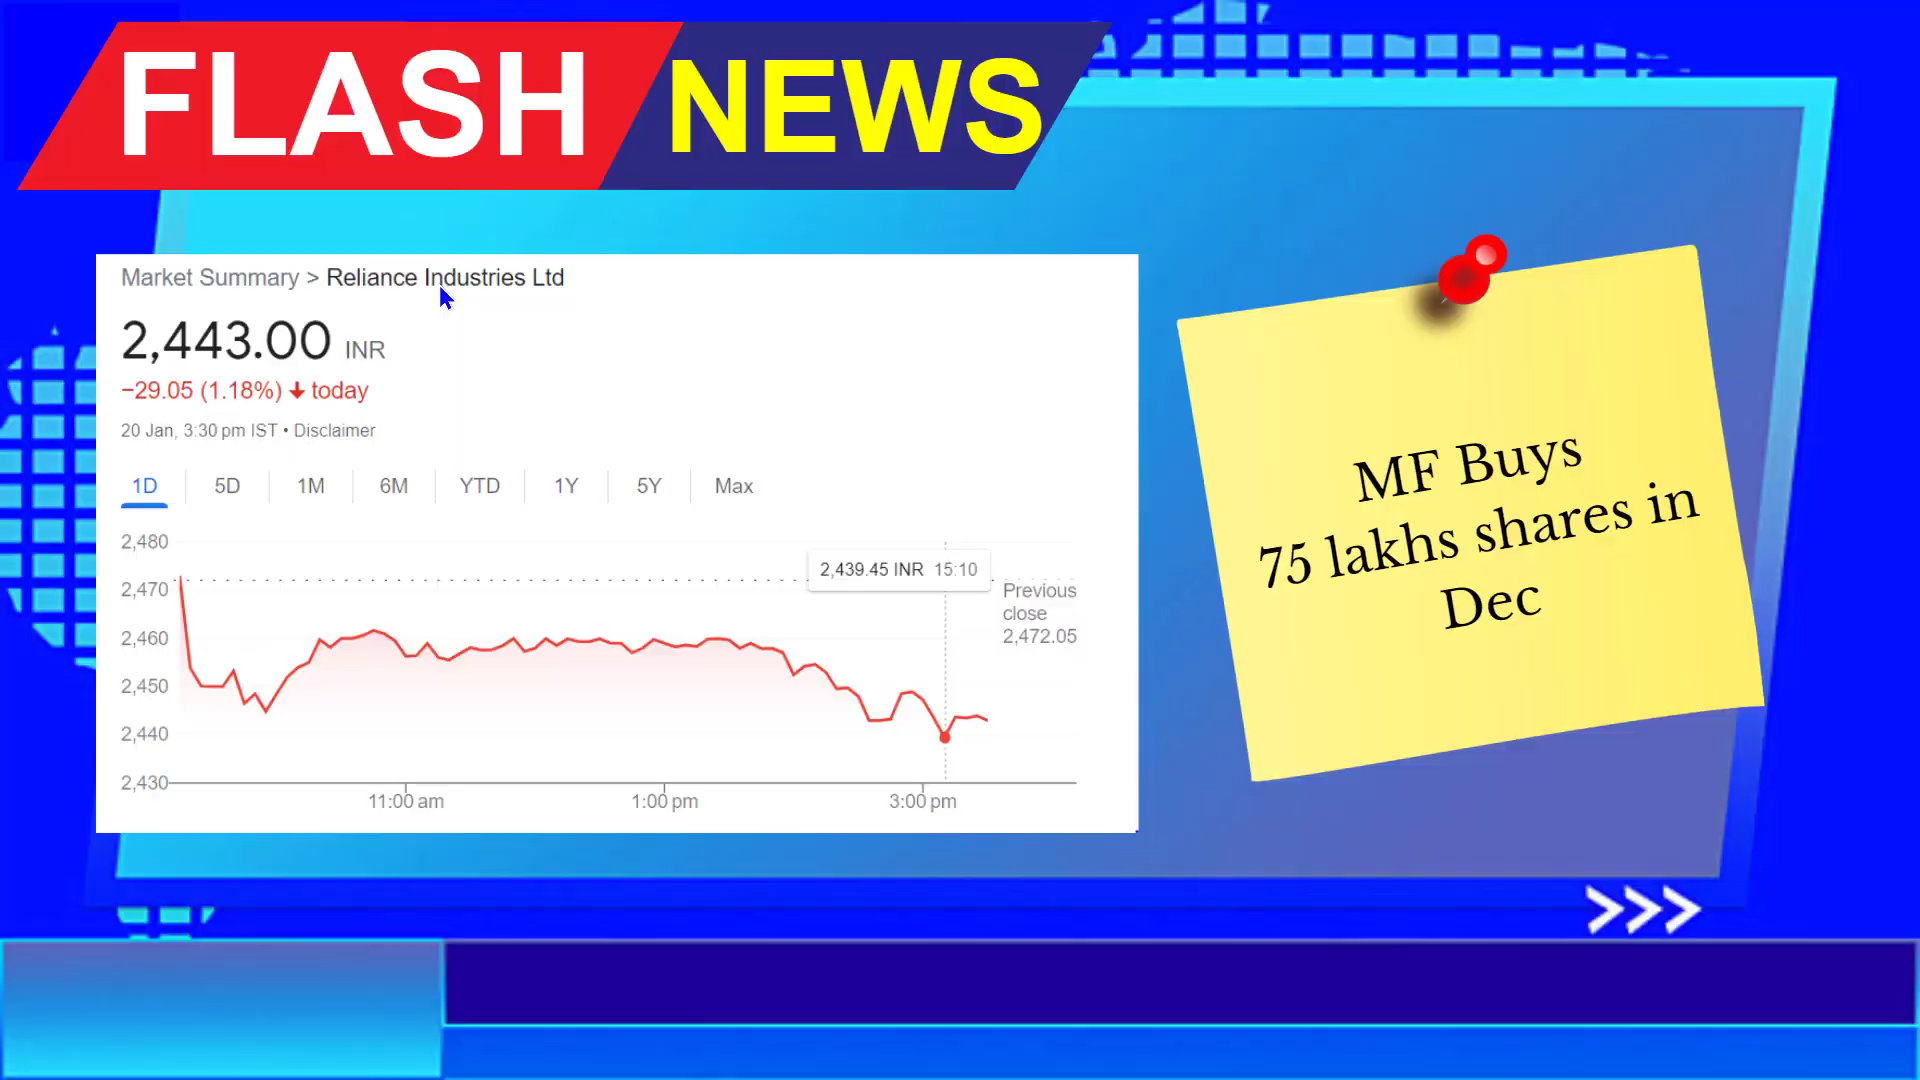 FLASH NEWS
Market Summary > Reliance Industries Ltd
2,443.00 INR
−29.05 (1.18%) ↓ today
20 Jan, 3:30 pm IST • Disclaimer
1D 5D 1M 6M YTD 1Y 5Y Max
2,480
2,470
2,460
2,450
2,440
2,430
2,439.45 INR 15:10
Previous
close
2,472.05
11:00 am 1:00 pm 3:00 pm
MF Buys
75 lakhs shares in
Dec